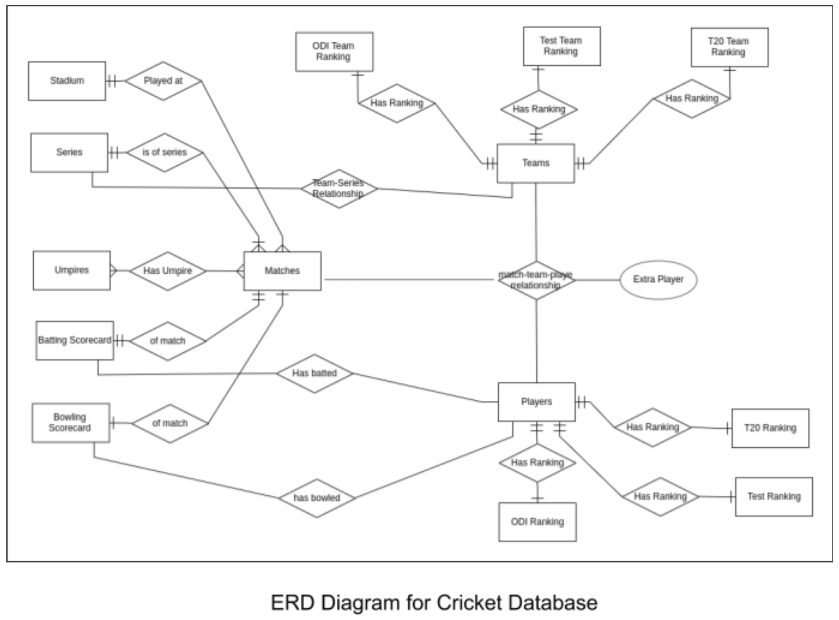 ODI Team
Ranking
Test Team
Ranking
T20 Team
Ranking
Stadium
Played at
Has Ranking
Has Ranking
Has Ranking
Series
is of series
Teams
Team-Series
Relationship
Umpires
Has Umpire
Matches
match-team-playe
rrelationship
Extra Player
Batting Scorecard
of match
Has batted
Bowling
Scorecard
of match
Players
Has Ranking
T20 Ranking
Has Ranking
has bowled
Has Ranking
Test Ranking
ODI Ranking
ERD Diagram for Cricket Database